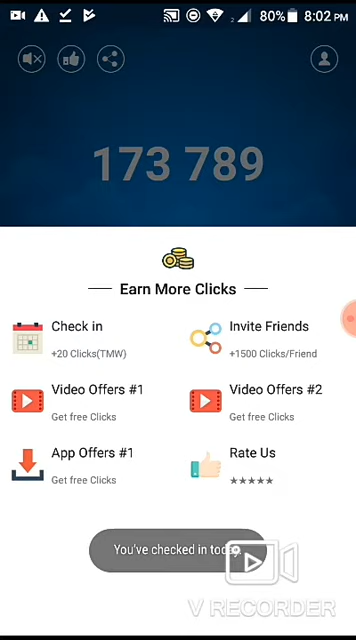 2 80% 8:02 PM
173 789
Earn More Clicks
Check in
+20 Clicks(TMW)
Invite Friends
+1500 Clicks/Friend
Video Offers #1
Get free Clicks
Video Offers #2
Get free Clicks
App Offers #1
Get free Clicks
Rate Us
★★★★★
You've checked in today.
V RECORDER